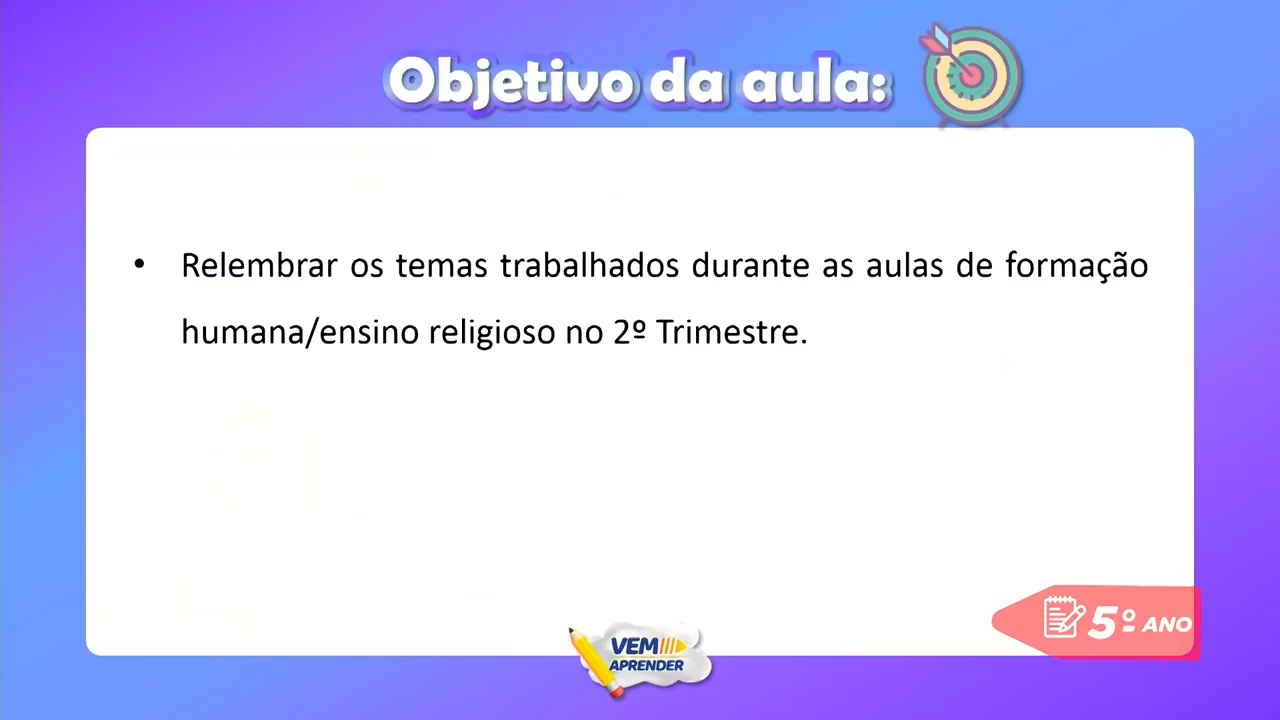 Objetivo da aula:
• Relembrar os temas trabalhados durante as aulas de formação
humana/ensino religioso no 2º Trimestre.
5º ANO
VEM
APRENDER